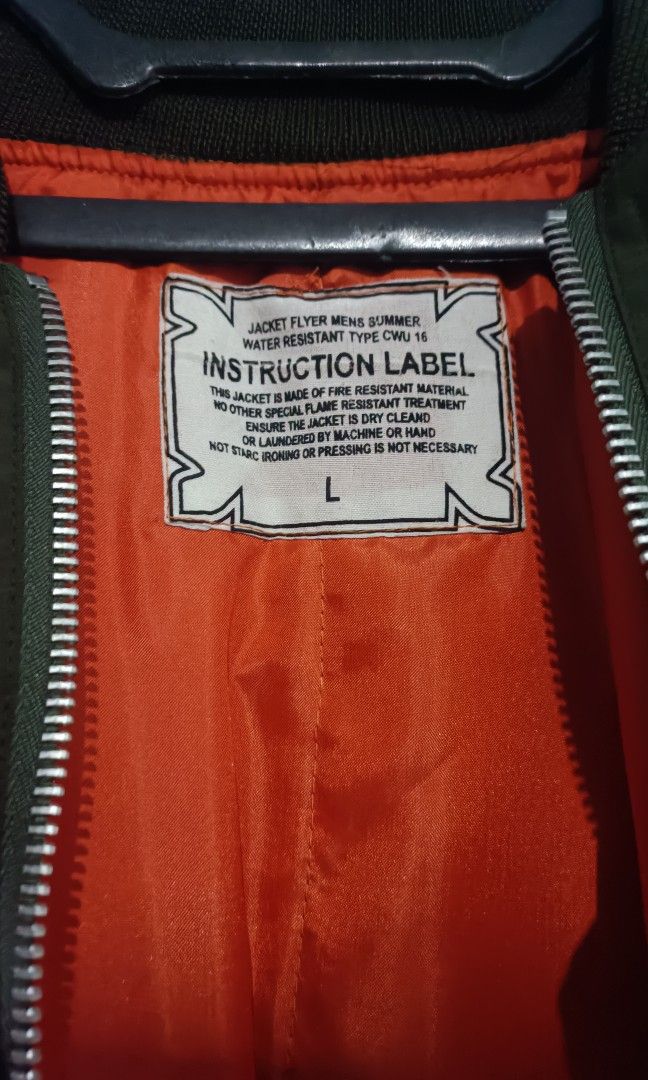 JACKET FLYER MENS SUMMER
WATER RESISTANT TYPE CWU 16
INSTRUCTION LABEL
THIS JACKET IS MADE OF FIRE RESISTANT MATERIAL
NO OTHER SPECIAL FLAME RESISTANT TREATMENT
ENSURE THE JACKET IS DRY CLEAND
OR LAUNDERED BY MACHINE OR HAND
NOT STARC IRONING OR PRESSING IS NOT NECESSARY
L